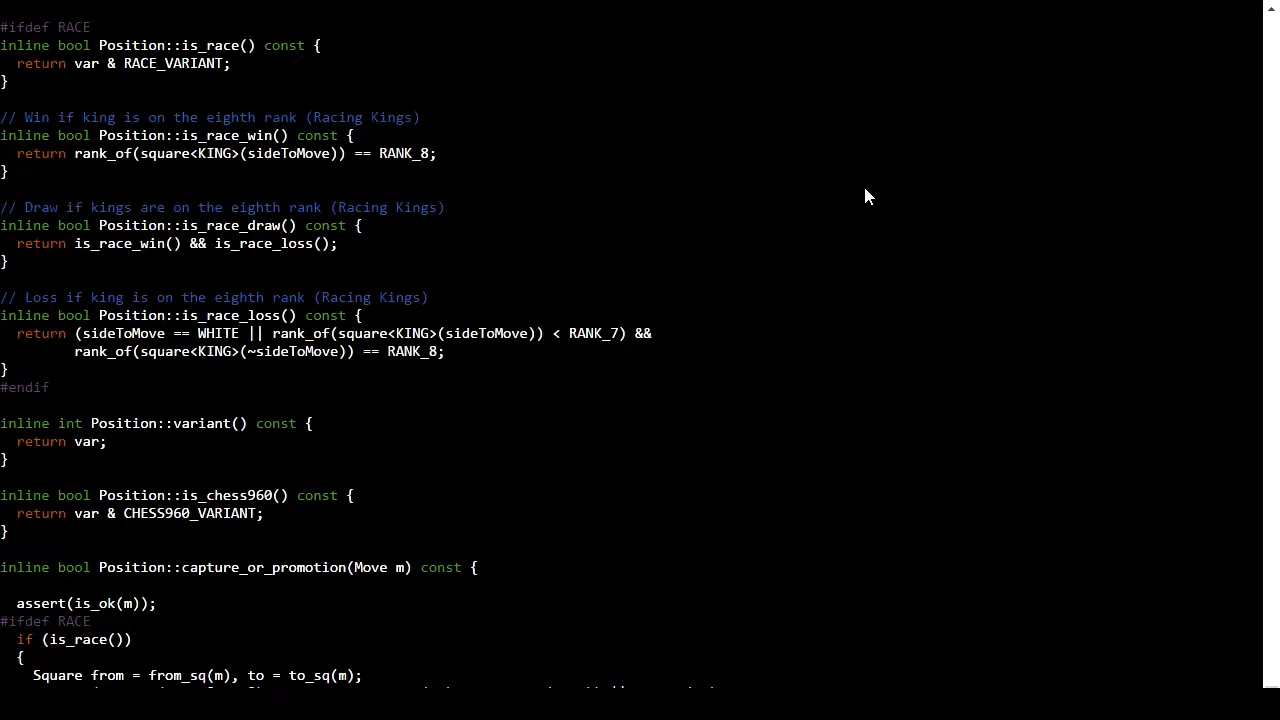 #ifdef RACE
inline bool Position::is_race() const {
  return var & RACE_VARIANT;
}

// Win if king is on the eighth rank (Racing Kings)
inline bool Position::is_race_win() const {
  return rank_of(square<KING>(sideToMove)) == RANK_8;
}

// Draw if kings are on the eighth rank (Racing Kings)
inline bool Position::is_race_draw() const {
  return is_race_win() && is_race_loss();
}

// Loss if king is on the eighth rank (Racing Kings)
inline bool Position::is_race_loss() const {
  return (sideToMove == WHITE || rank_of(square<KING>(sideToMove)) < RANK_7) &&
         rank_of(square<KING>(~sideToMove)) == RANK_8;
}
#endif

inline int Position::variant() const {
  return var;
}

inline bool Position::is_chess960() const {
  return var & CHESS960_VARIANT;
}

inline bool Position::capture_or_promotion(Move m) const {

  assert(is_ok(m));
#ifdef RACE
  if (is_race())
  {
    Square from = from_sq(m), to = to_sq(m);